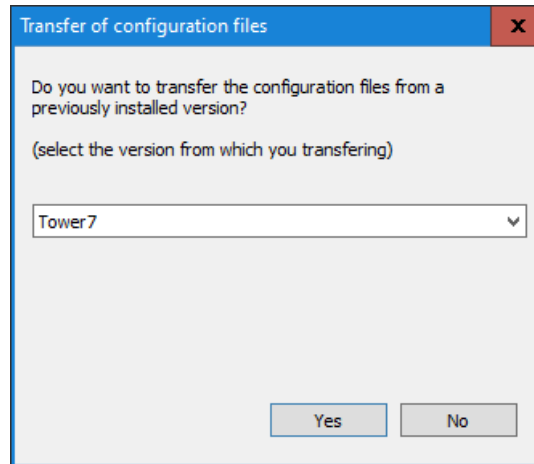 Transfer of configuration files
Do you want to transfer the configuration files from a
previously installed version?
(select the version from which you transfering)
Tower7
Yes No